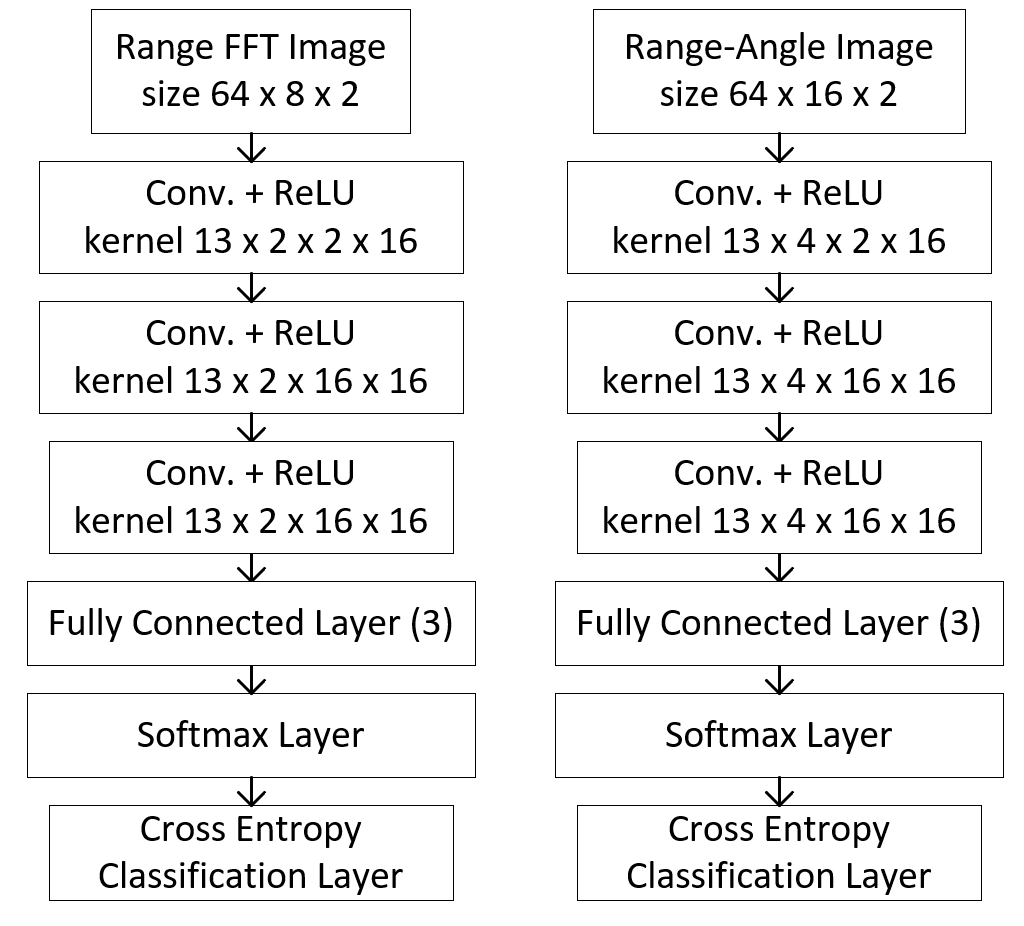 Range FFT Image
size 64 x 8 x 2
Conv. + ReLU
kernel 13 x 2 x 2 x 16
Conv. + ReLU
kernel 13 x 2 x 16 x 16
Conv. + ReLU
kernel 13 x 2 x 16 x 16
Fully Connected Layer (3)
Softmax Layer
Cross Entropy
Classification Layer
Range-Angle Image
size 64 x 16 x 2
Conv. + ReLU
kernel 13 x 4 x 2 x 16
Conv. + ReLU
kernel 13 x 4 x 16 x 16
Conv. + ReLU
kernel 13 x 4 x 16 x 16
Fully Connected Layer (3)
Softmax Layer
Cross Entropy
Classification Layer